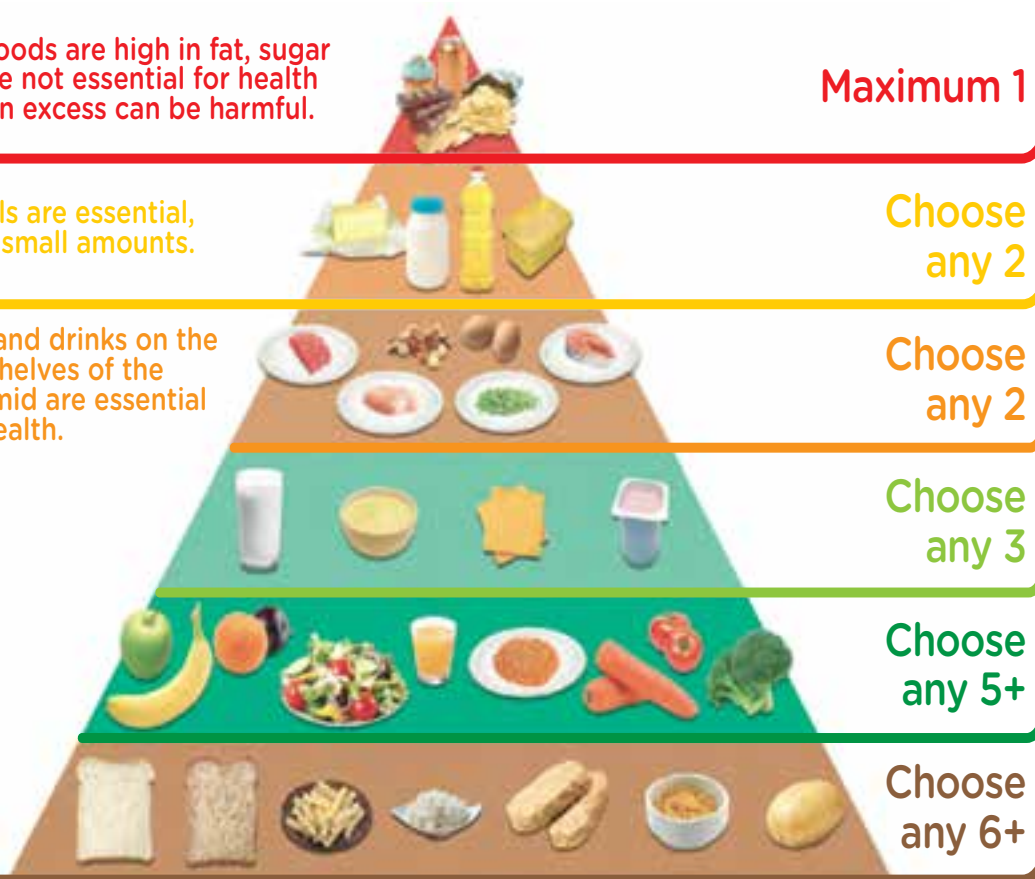 oods are high in fat, sugar
e not essential for health
n excess can be harmful.
Maximum 1
ls are essential,
small amounts.
Choose
any 2
and drinks on the
helves of the
mid are essential
ealth.
Choose
any 2
Choose
any 3
Choose
any 5+
Choose
any 6+